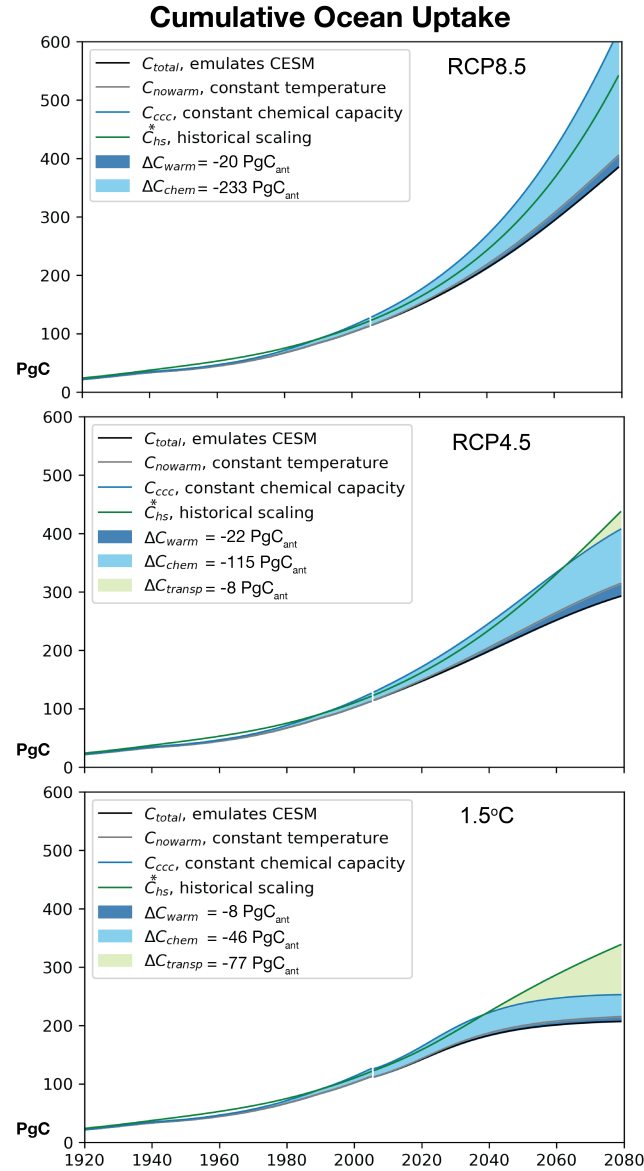 Cumulative Ocean Uptake
600
500
400
300
200
100
0
PgC
C_total, emulates CESM
C_nowarm, constant temperature
C_ccc, constant chemical capacity
C*_hs, historical scaling
ΔC_warm = -20 PgC_ant
ΔC_chem = -233 PgC_ant
RCP8.5
600
500
400
300
200
100
0
PgC
C_total, emulates CESM
C_nowarm, constant temperature
C_ccc, constant chemical capacity
C*_hs, historical scaling
ΔC_warm = -22 PgC_ant
ΔC_chem = -115 PgC_ant
ΔC_transp = -8 PgC_ant
RCP4.5
600
500
400
300
200
100
0
PgC
C_total, emulates CESM
C_nowarm, constant temperature
C_ccc, constant chemical capacity
C*_hs, historical scaling
ΔC_warm = -8 PgC_ant
ΔC_chem = -46 PgC_ant
ΔC_transp = -77 PgC_ant
1.5°C
1920 1940 1960 1980 2000 2020 2040 2060 2080